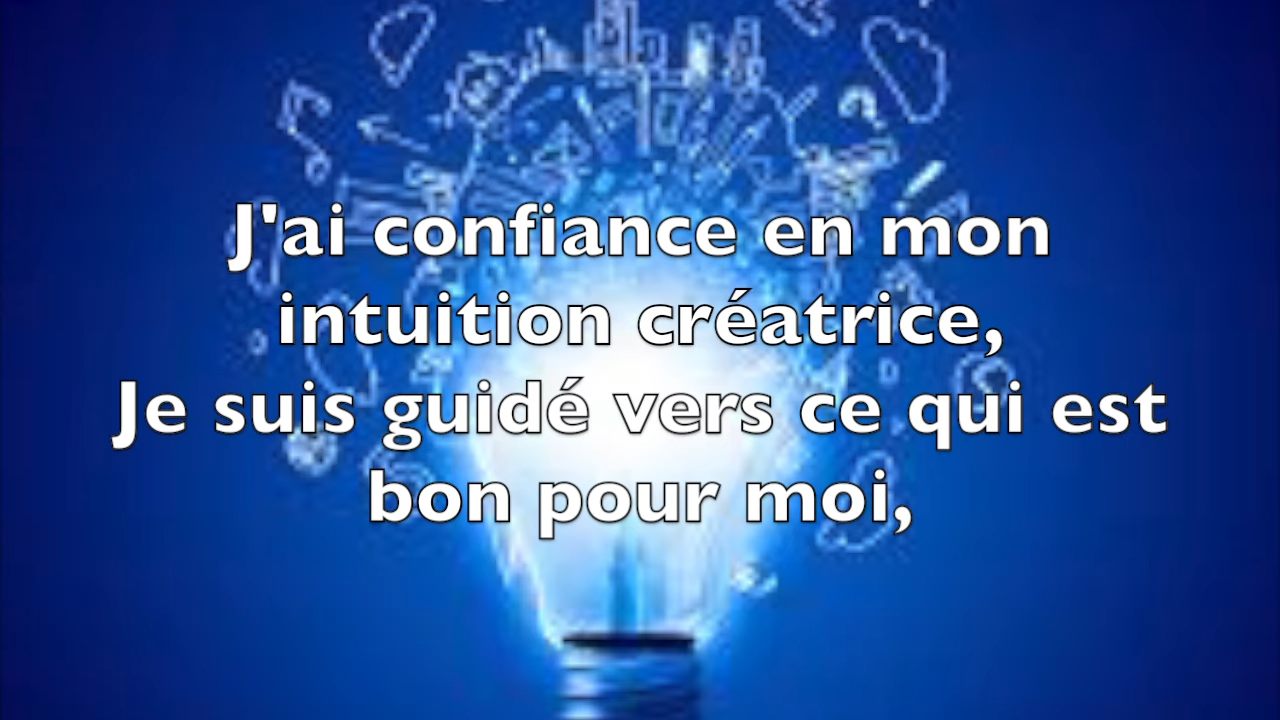 J'ai confiance en mon
intuition créatrice,
Je suis guidé vers ce qui est
bon pour moi,